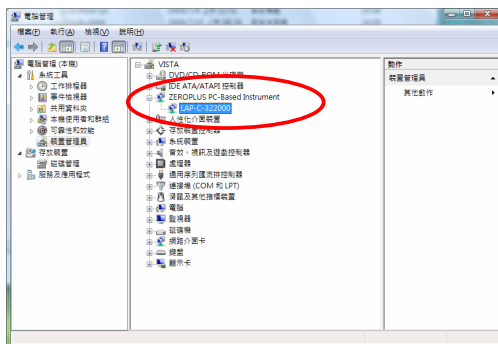 電腦管理
檔案(F) 執行(A) 檢視(V) 說明(H)
電腦管理 (本機)
系統工具
工作排程器
事件檢視器
共用資料夾
本機使用者和群組
可靠性和效能
裝置管理員
存放裝置
磁碟管理
服務及應用程式
VISTA
DVD/CD-ROM 光碟機
IDE ATA/ATAPI 控制器
ZEROPLUS PC-Based Instrument
LAP-C-322000
人性化介面裝置
存放裝置控制器
系統裝置
音效，視訊及遊戲控制器
處理器
通用序列匯流排控制器
連接埠 (COM 和 LPT)
滑鼠及其他指標裝置
電腦
監視器
磁碟機
網路介面卡
鍵盤
顯示卡
動作
裝置管理員
其他動作